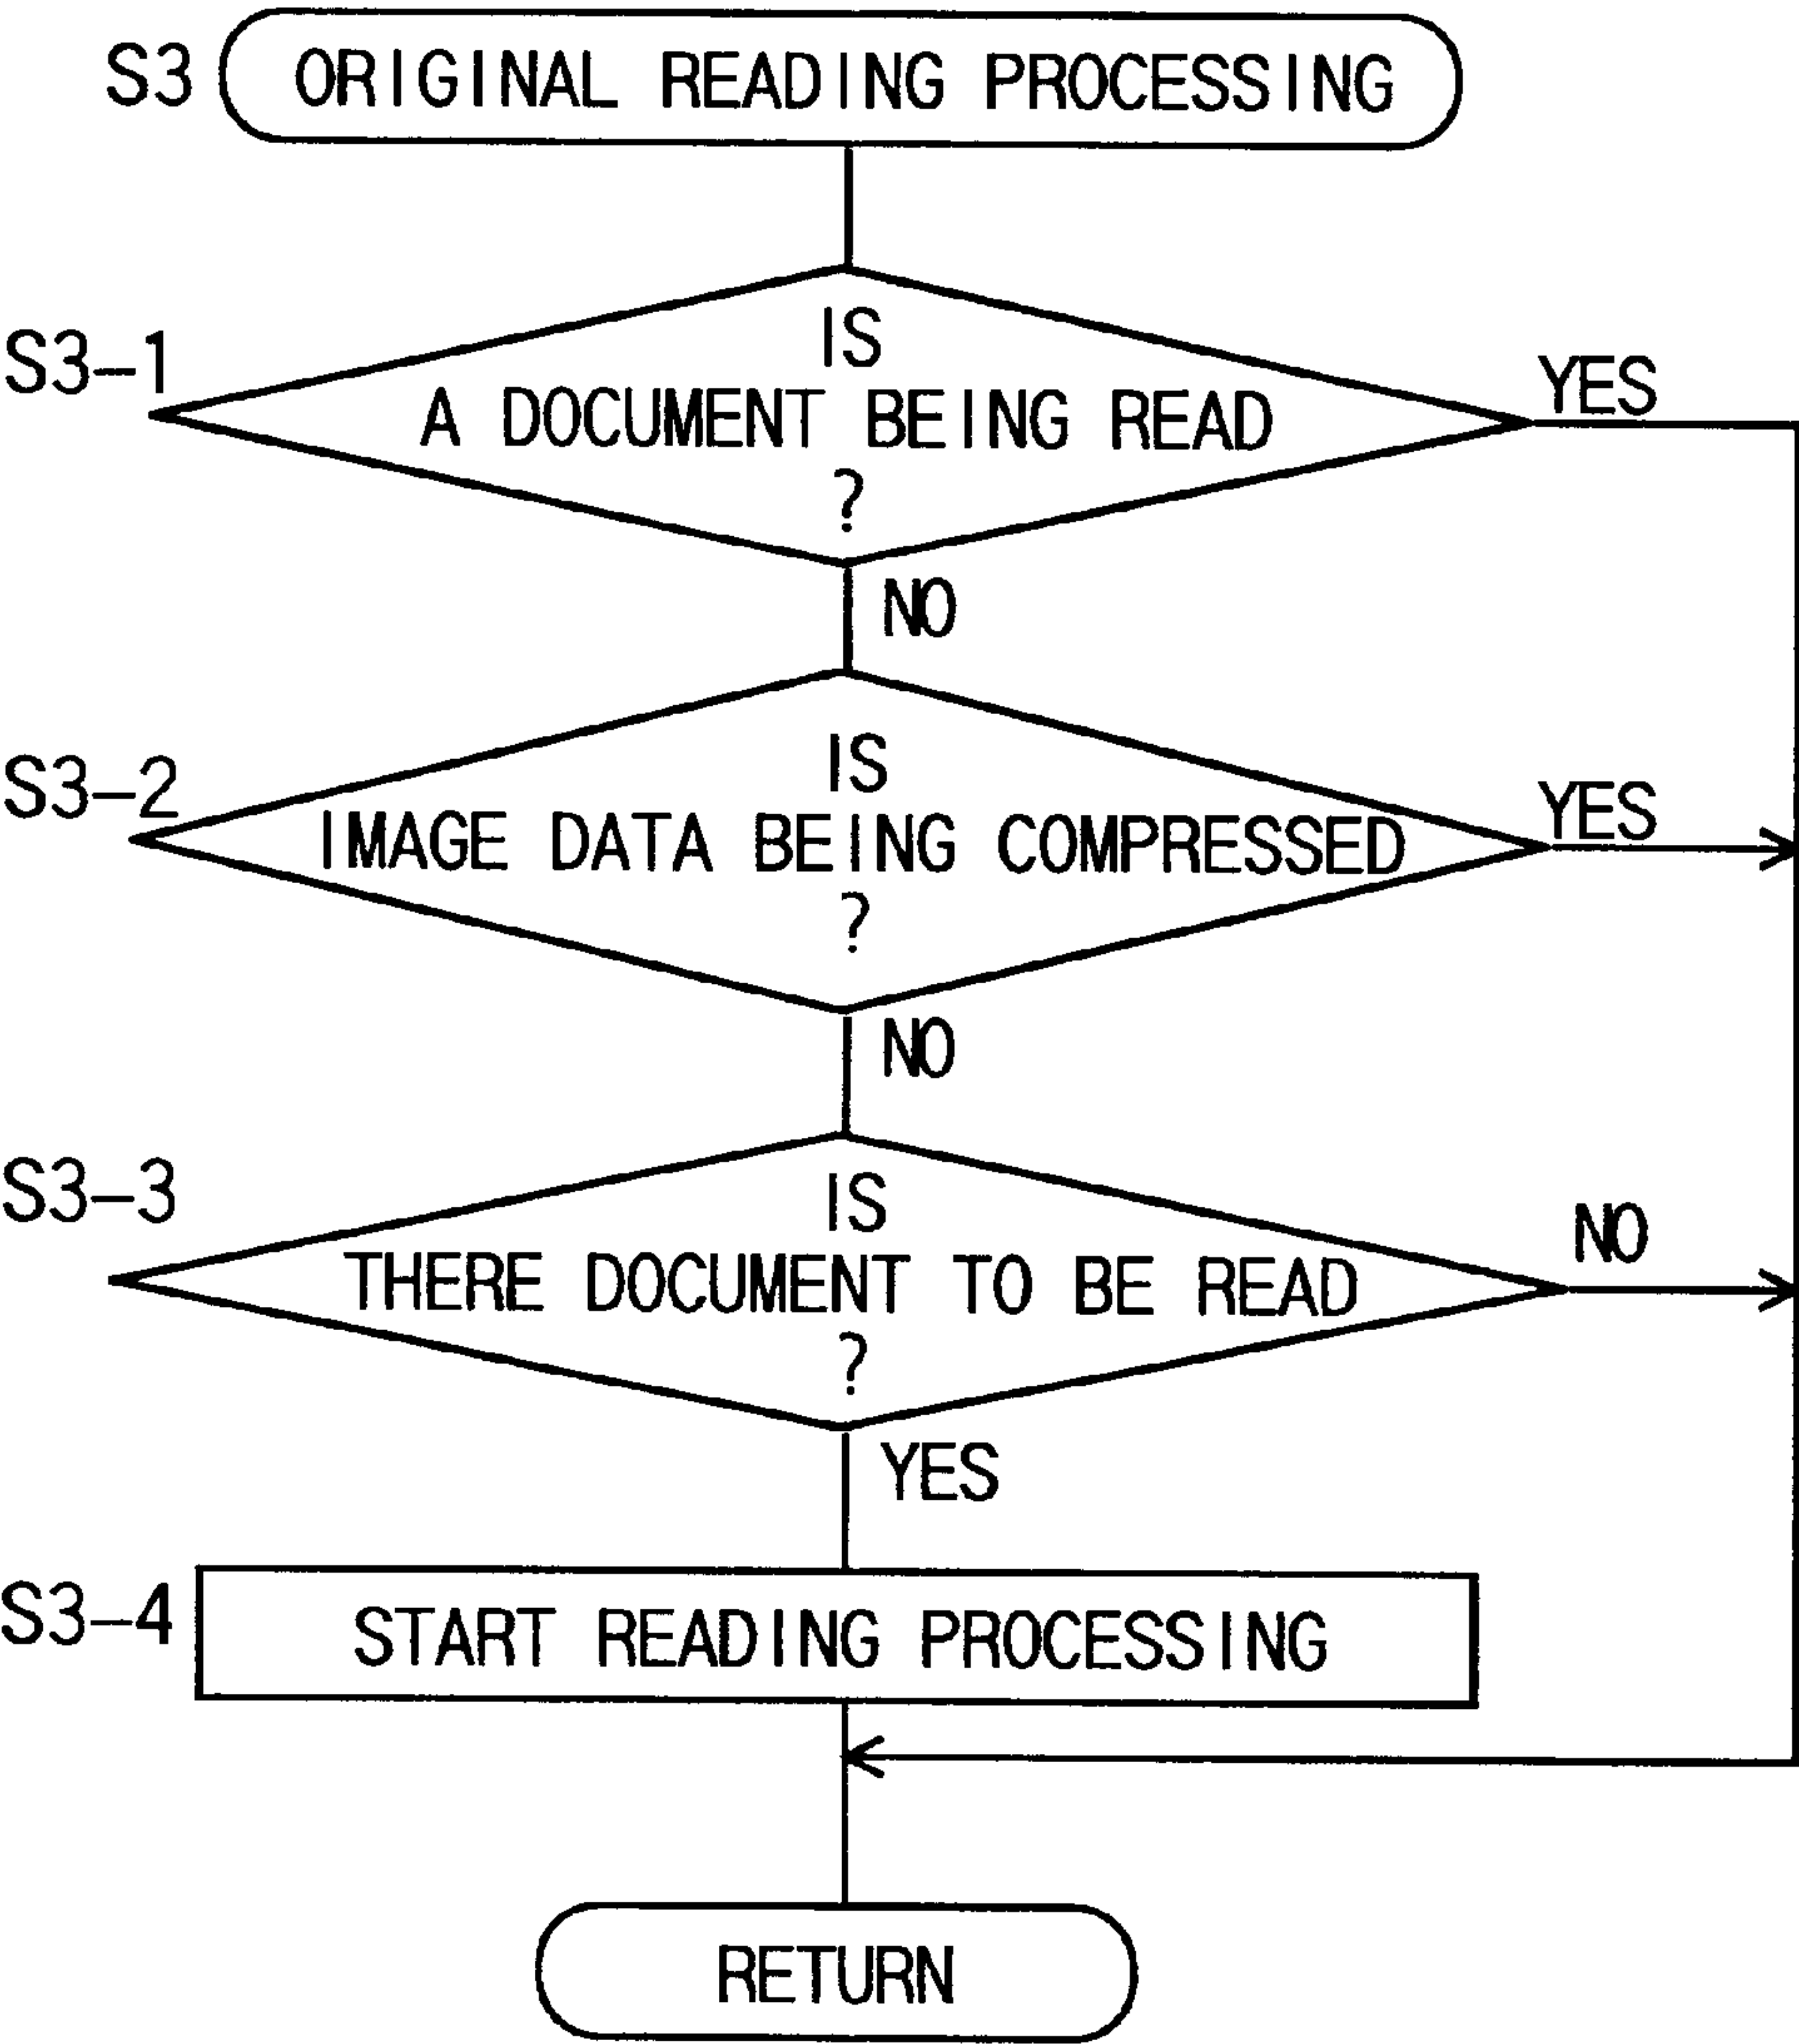 S3 ORIGINAL READING PROCESSING
S3-1
IS
A DOCUMENT BEING READ
?
YES
NO
S3-2
IS
IMAGE DATA BEING COMPRESSED
?
YES
NO
S3-3
IS
THERE DOCUMENT TO BE READ
?
NO
YES
S3-4
START READING PROCESSING
RETURN